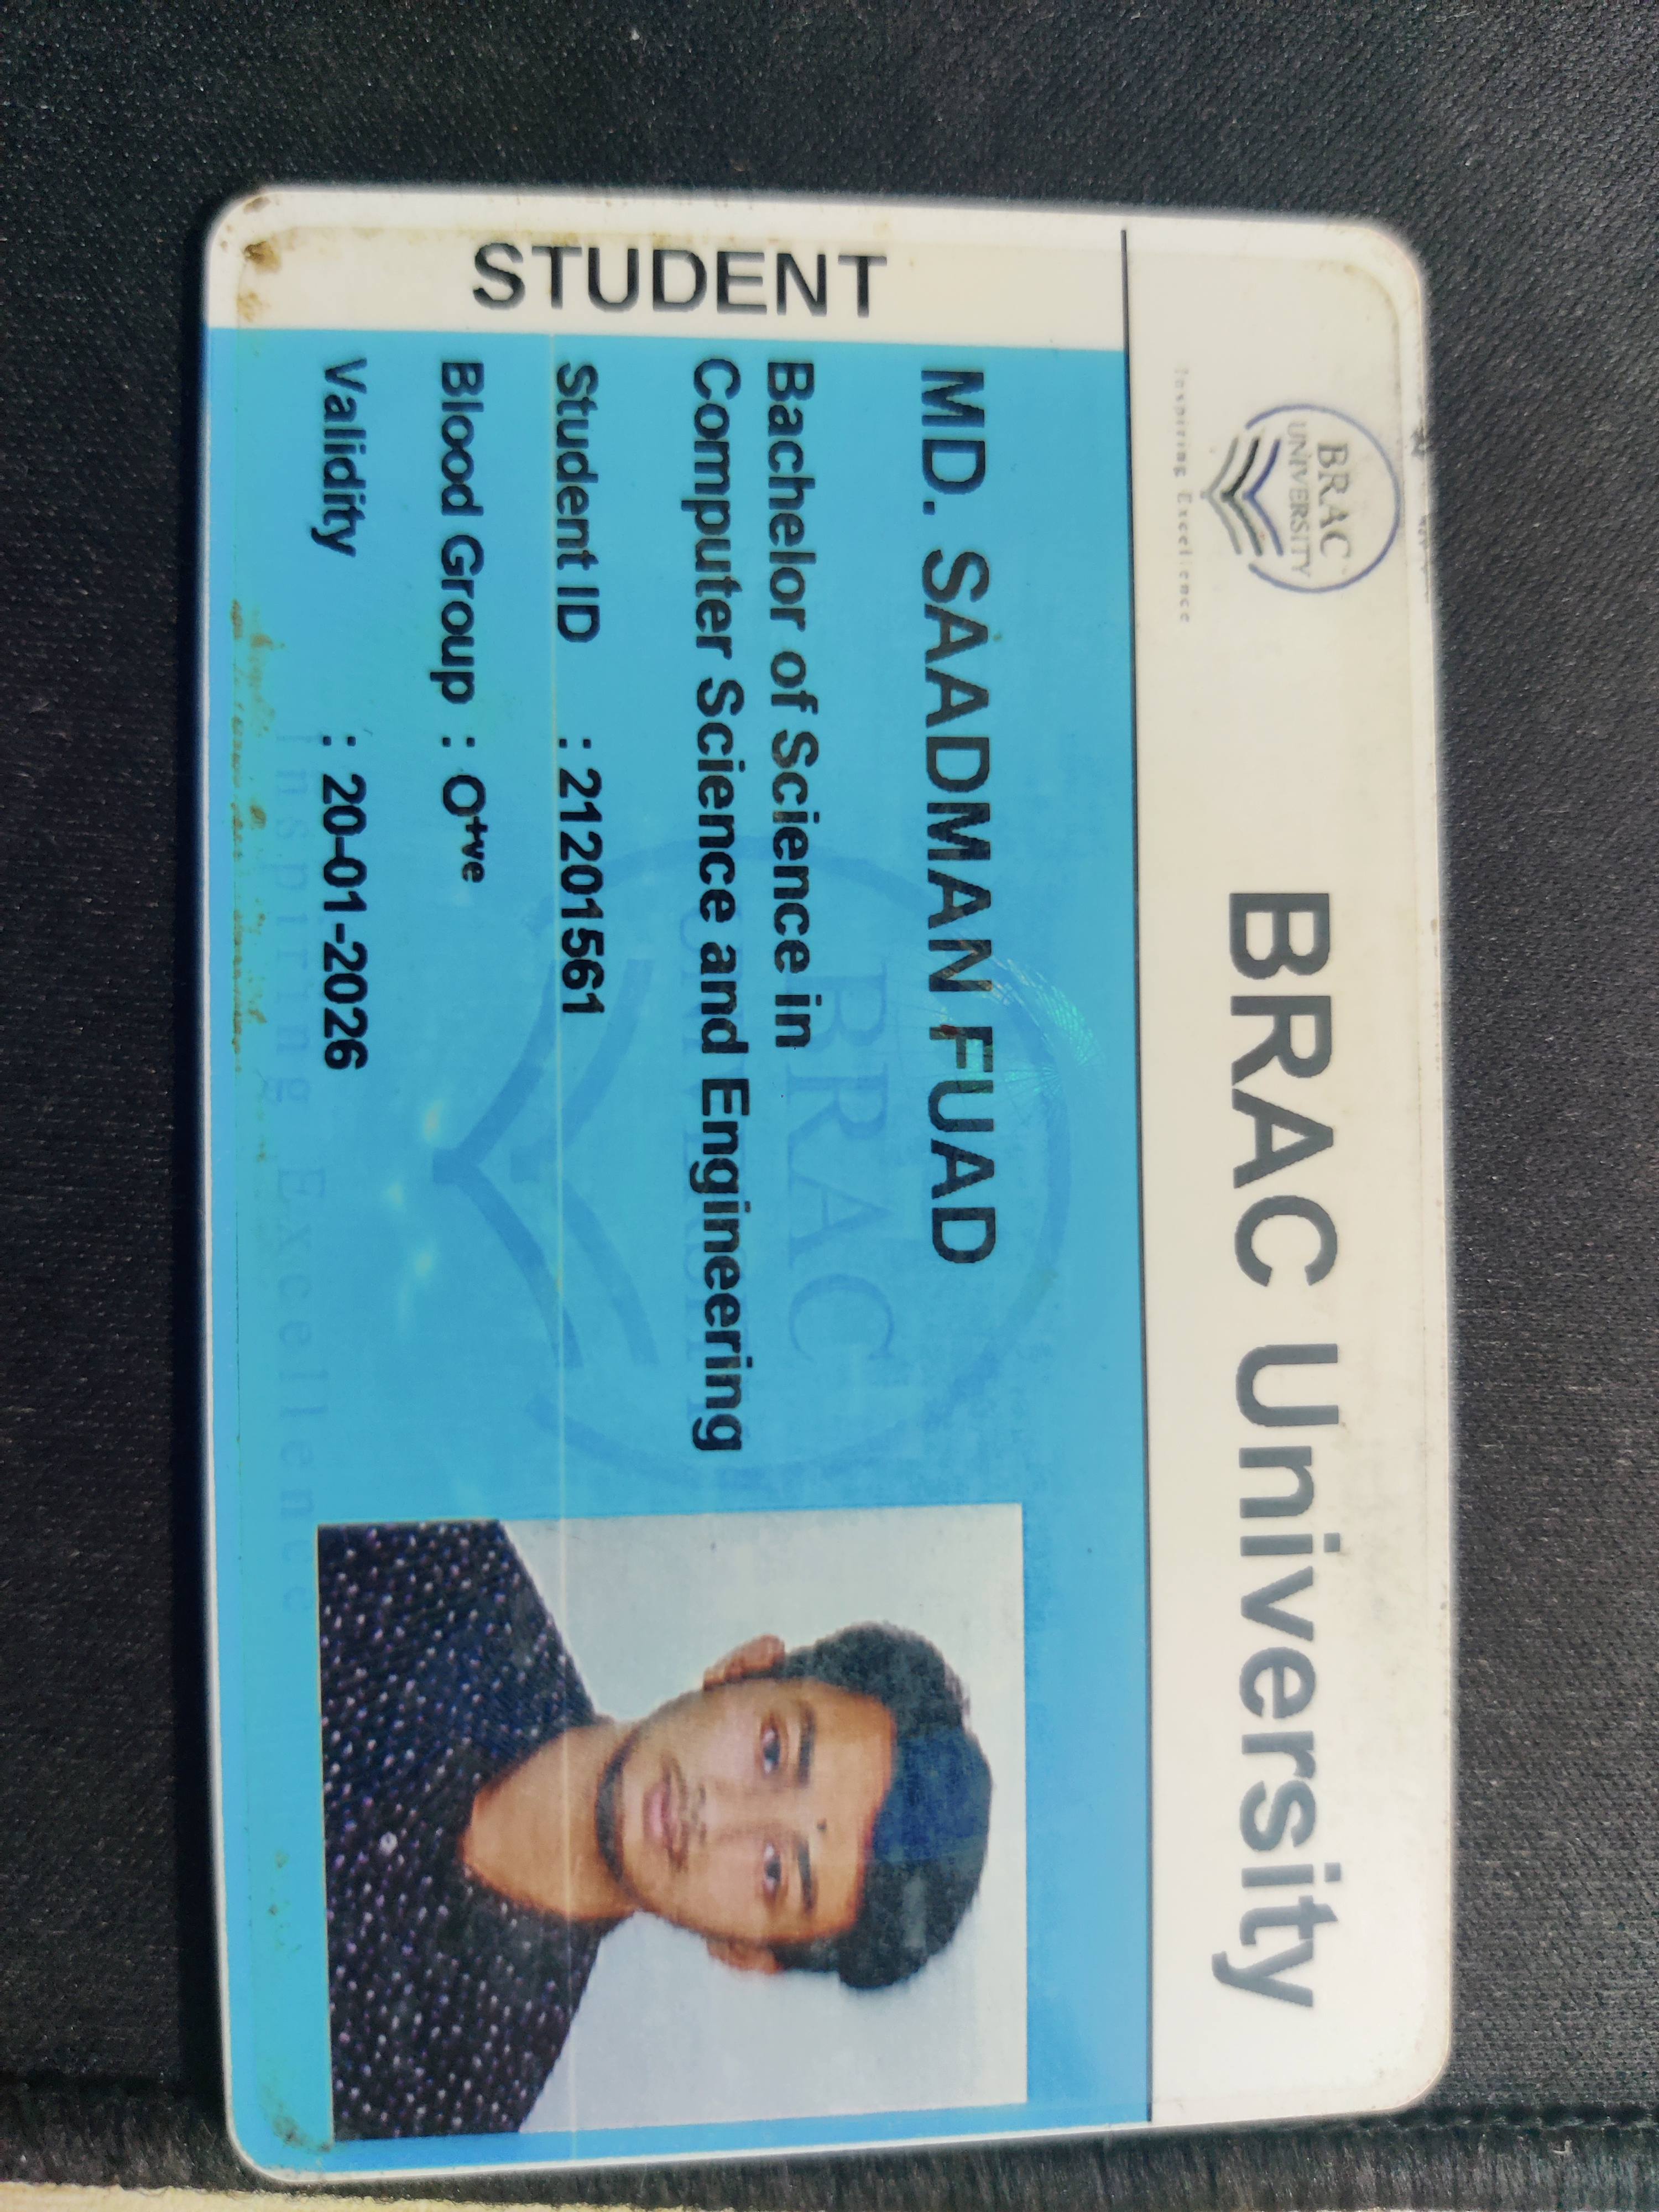 BRAC
UNIVERSITY
Inspiring Excellence
BRAC University
STUDENT
MD. SAADMAN FUAD
Bachelor of Science in
Computer Science and Engineering
Student ID : 21201561
Blood Group : O+ve
Validity : 20-01-2026
BRAC
UNIVERSITY
Inspiring Excellence